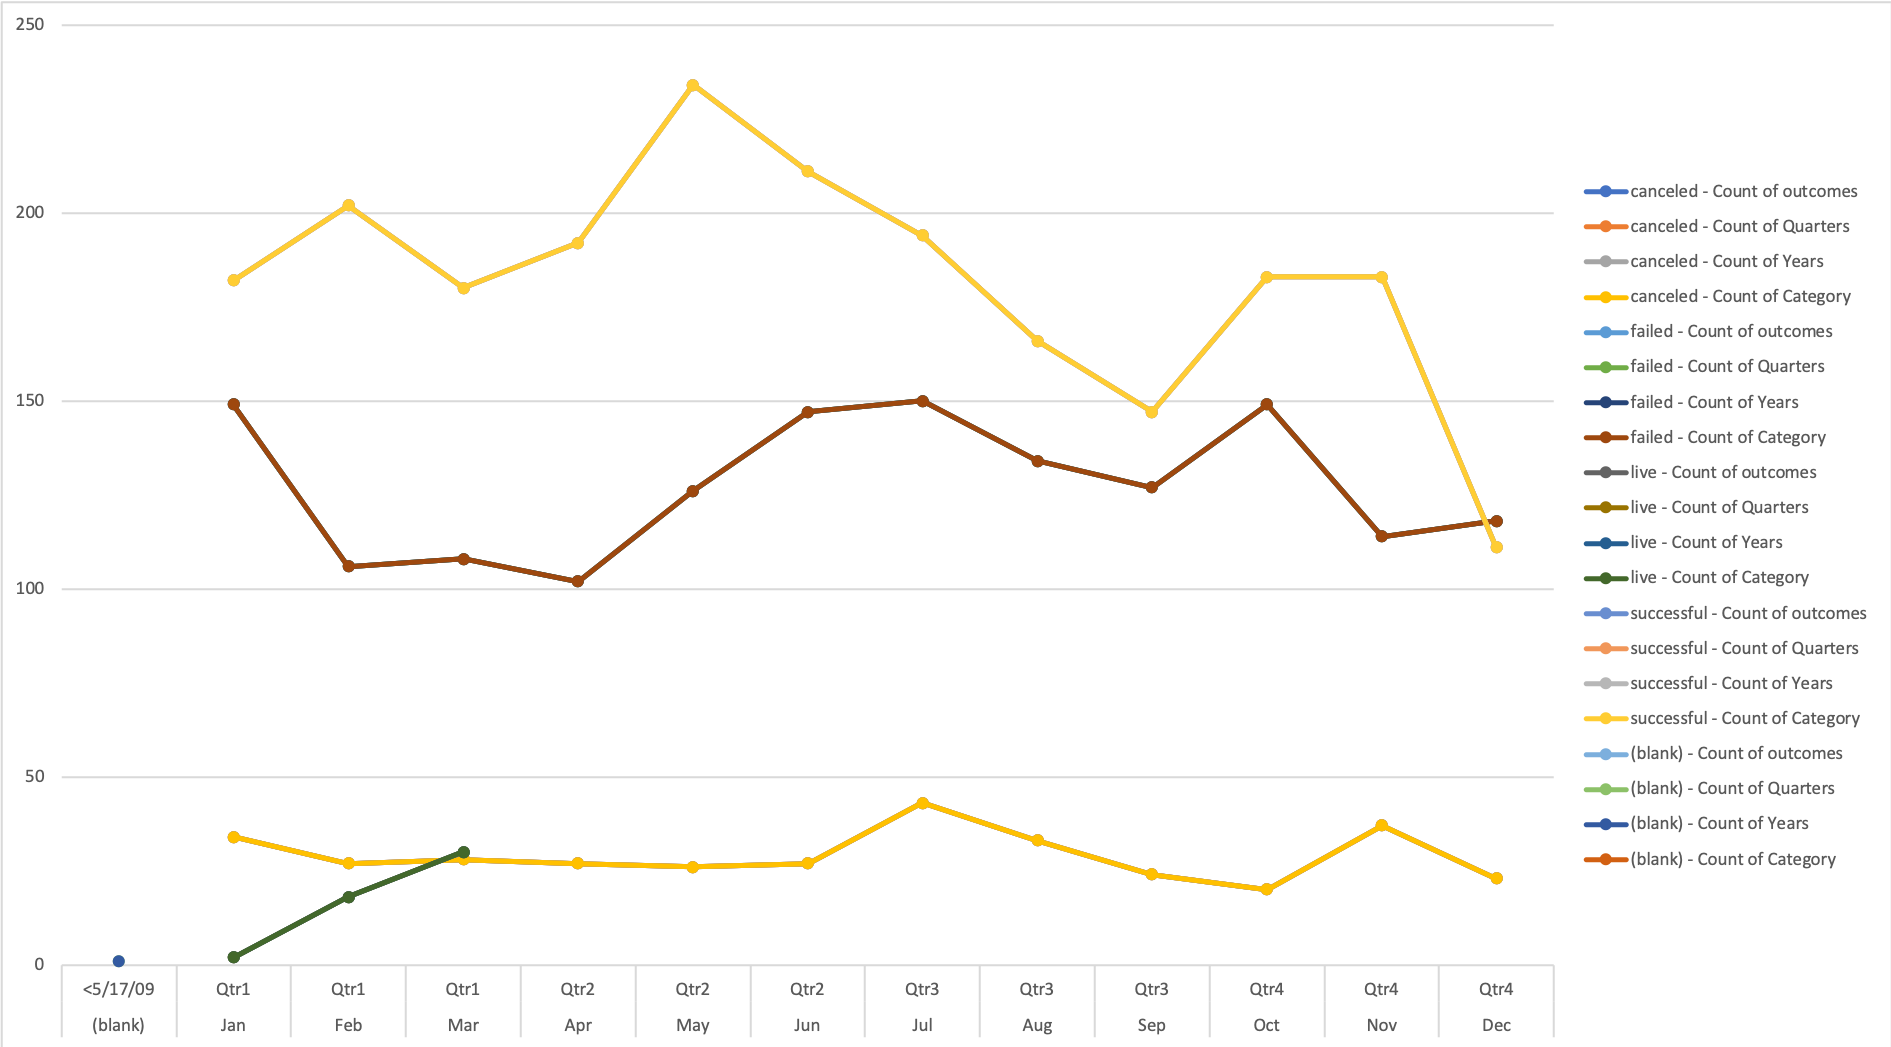 250
200
150
100
50
0
<5/17/09 Qtr1 Qtr1 Qtr1 Qtr2 Qtr2 Qtr2 Qtr3 Qtr3 Qtr3 Qtr4 Qtr4 Qtr4
(blank) Jan Feb Mar Apr May Jun Jul Aug Sep Oct Nov Dec
canceled - Count of outcomes
canceled - Count of Quarters
canceled - Count of Years
canceled - Count of Category
failed - Count of outcomes
failed - Count of Quarters
failed - Count of Years
failed - Count of Category
live - Count of outcomes
live - Count of Quarters
live - Count of Years
live - Count of Category
successful - Count of outcomes
successful - Count of Quarters
successful - Count of Years
successful - Count of Category
(blank) - Count of outcomes
(blank) - Count of Quarters
(blank) - Count of Years
(blank) - Count of Category